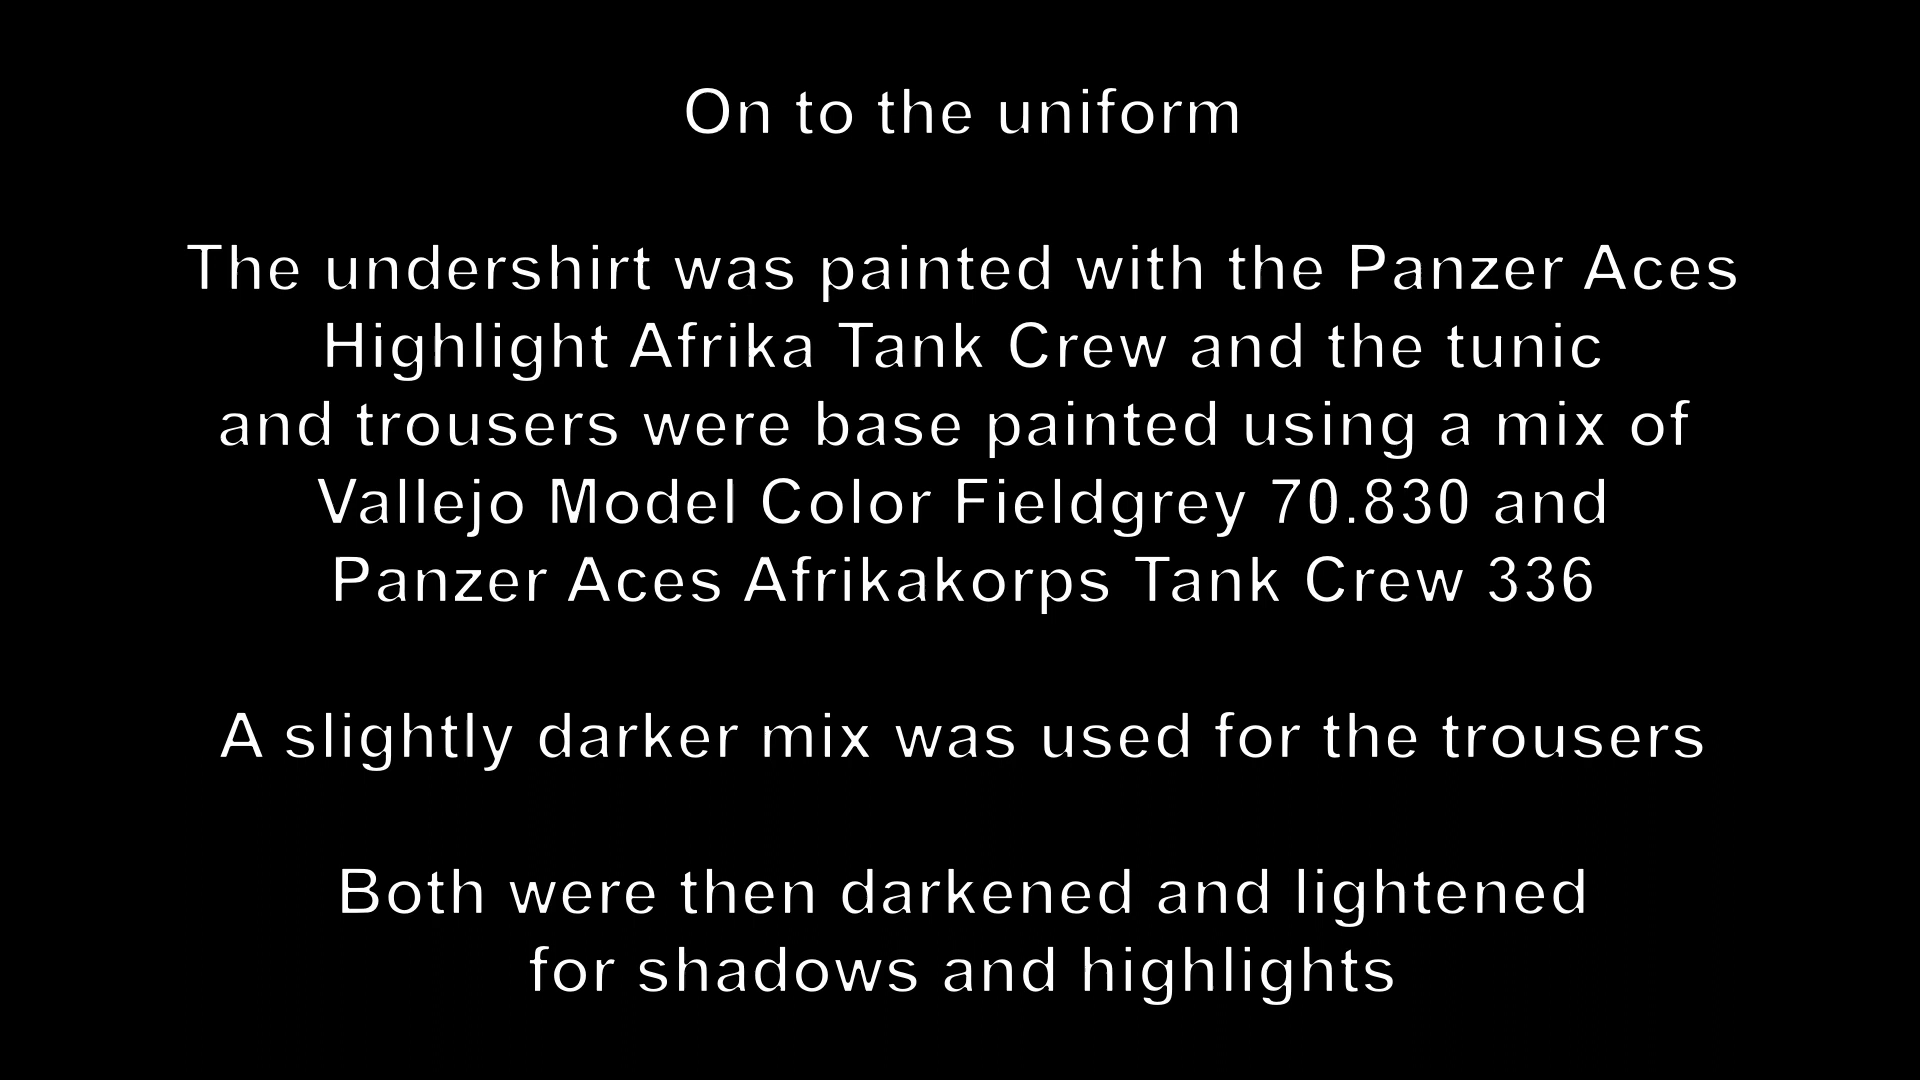 On to the uniform
The undershirt was painted with the Panzer Aces
Highlight Afrika Tank Crew and the tunic
and trousers were base painted using a mix of
Vallejo Model Color Fieldgrey 70.830 and
Panzer Aces Afrikakorps Tank Crew 336
A slightly darker mix was used for the trousers
Both were then darkened and lightened
for shadows and highlights